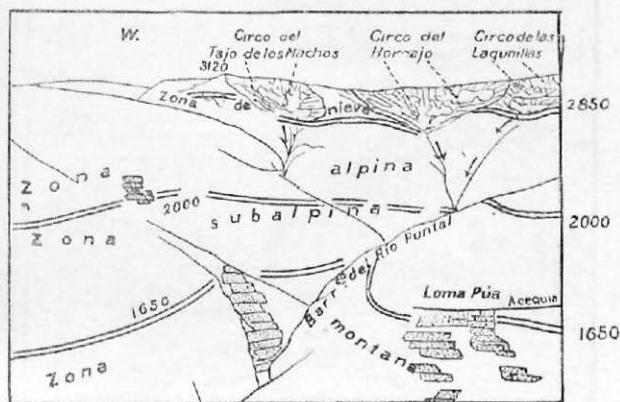 W.
Circo del
Tajo de los Machos
3120
Circo del
Horcajo
Circo de las
Lagunillas
2850
Zona de nieve
alpina
Zona
2000
subalpina
2000
Zona
Barr. del Río Puntal
Loma Púa
Acequia
1650
1650
montana
Zona